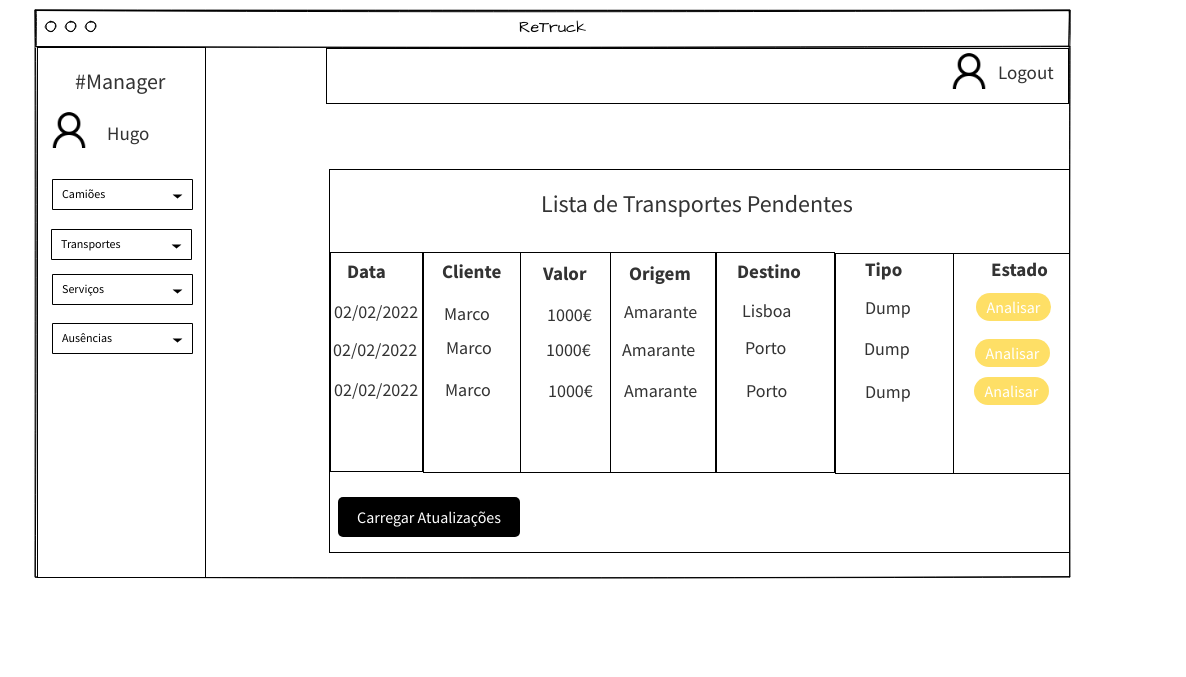 ReTruck
#Manager
Hugo
Camiões
Transportes
Serviços
Ausências
Logout
Lista de Transportes Pendentes
Data Cliente Valor Origem Destino Tipo Estado
02/02/2022 Marco 1000€ Amarante Lisboa Dump Analisar
02/02/2022 Marco 1000€ Amarante Porto Dump Analisar
02/02/2022 Marco 1000€ Amarante Porto Dump Analisar
Carregar Atualizações